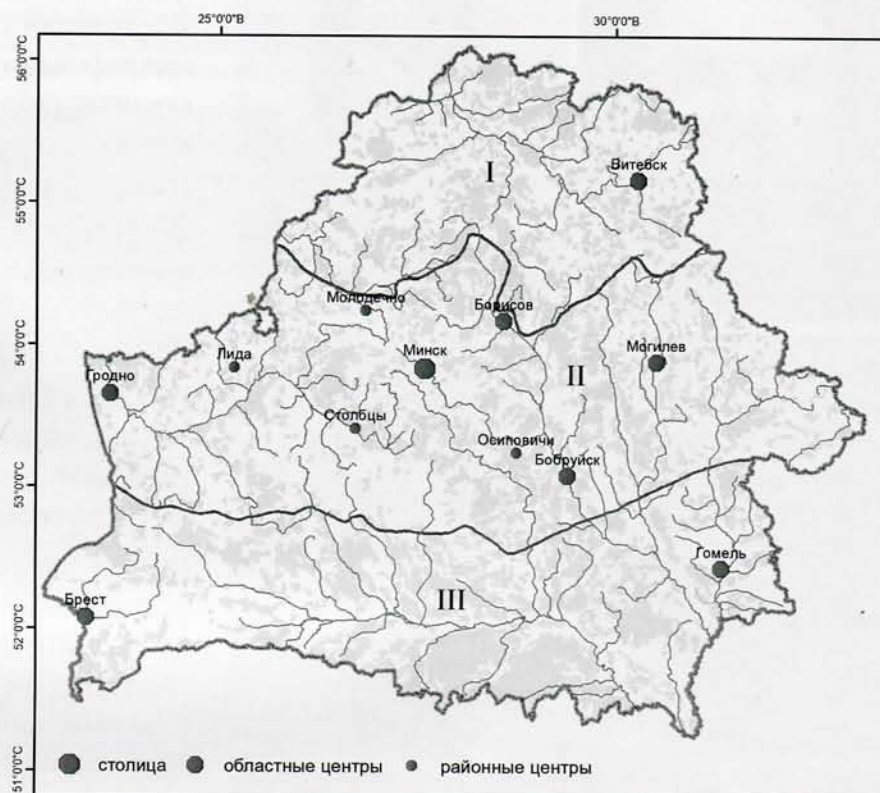 25°0'0"В 30°0'0"В
56°0'0"С
Витебск
I
55°0'0"С
Молодечно
Борисов
54°0'0"С
Лида
Минск
Могилев
Гродно
II
Столбцы
Осиповичи
Бобруйск
53°0'0"С
Гомель
Брест
III
52°0'0"С
51°0'0"С
столица областные центры районные центры